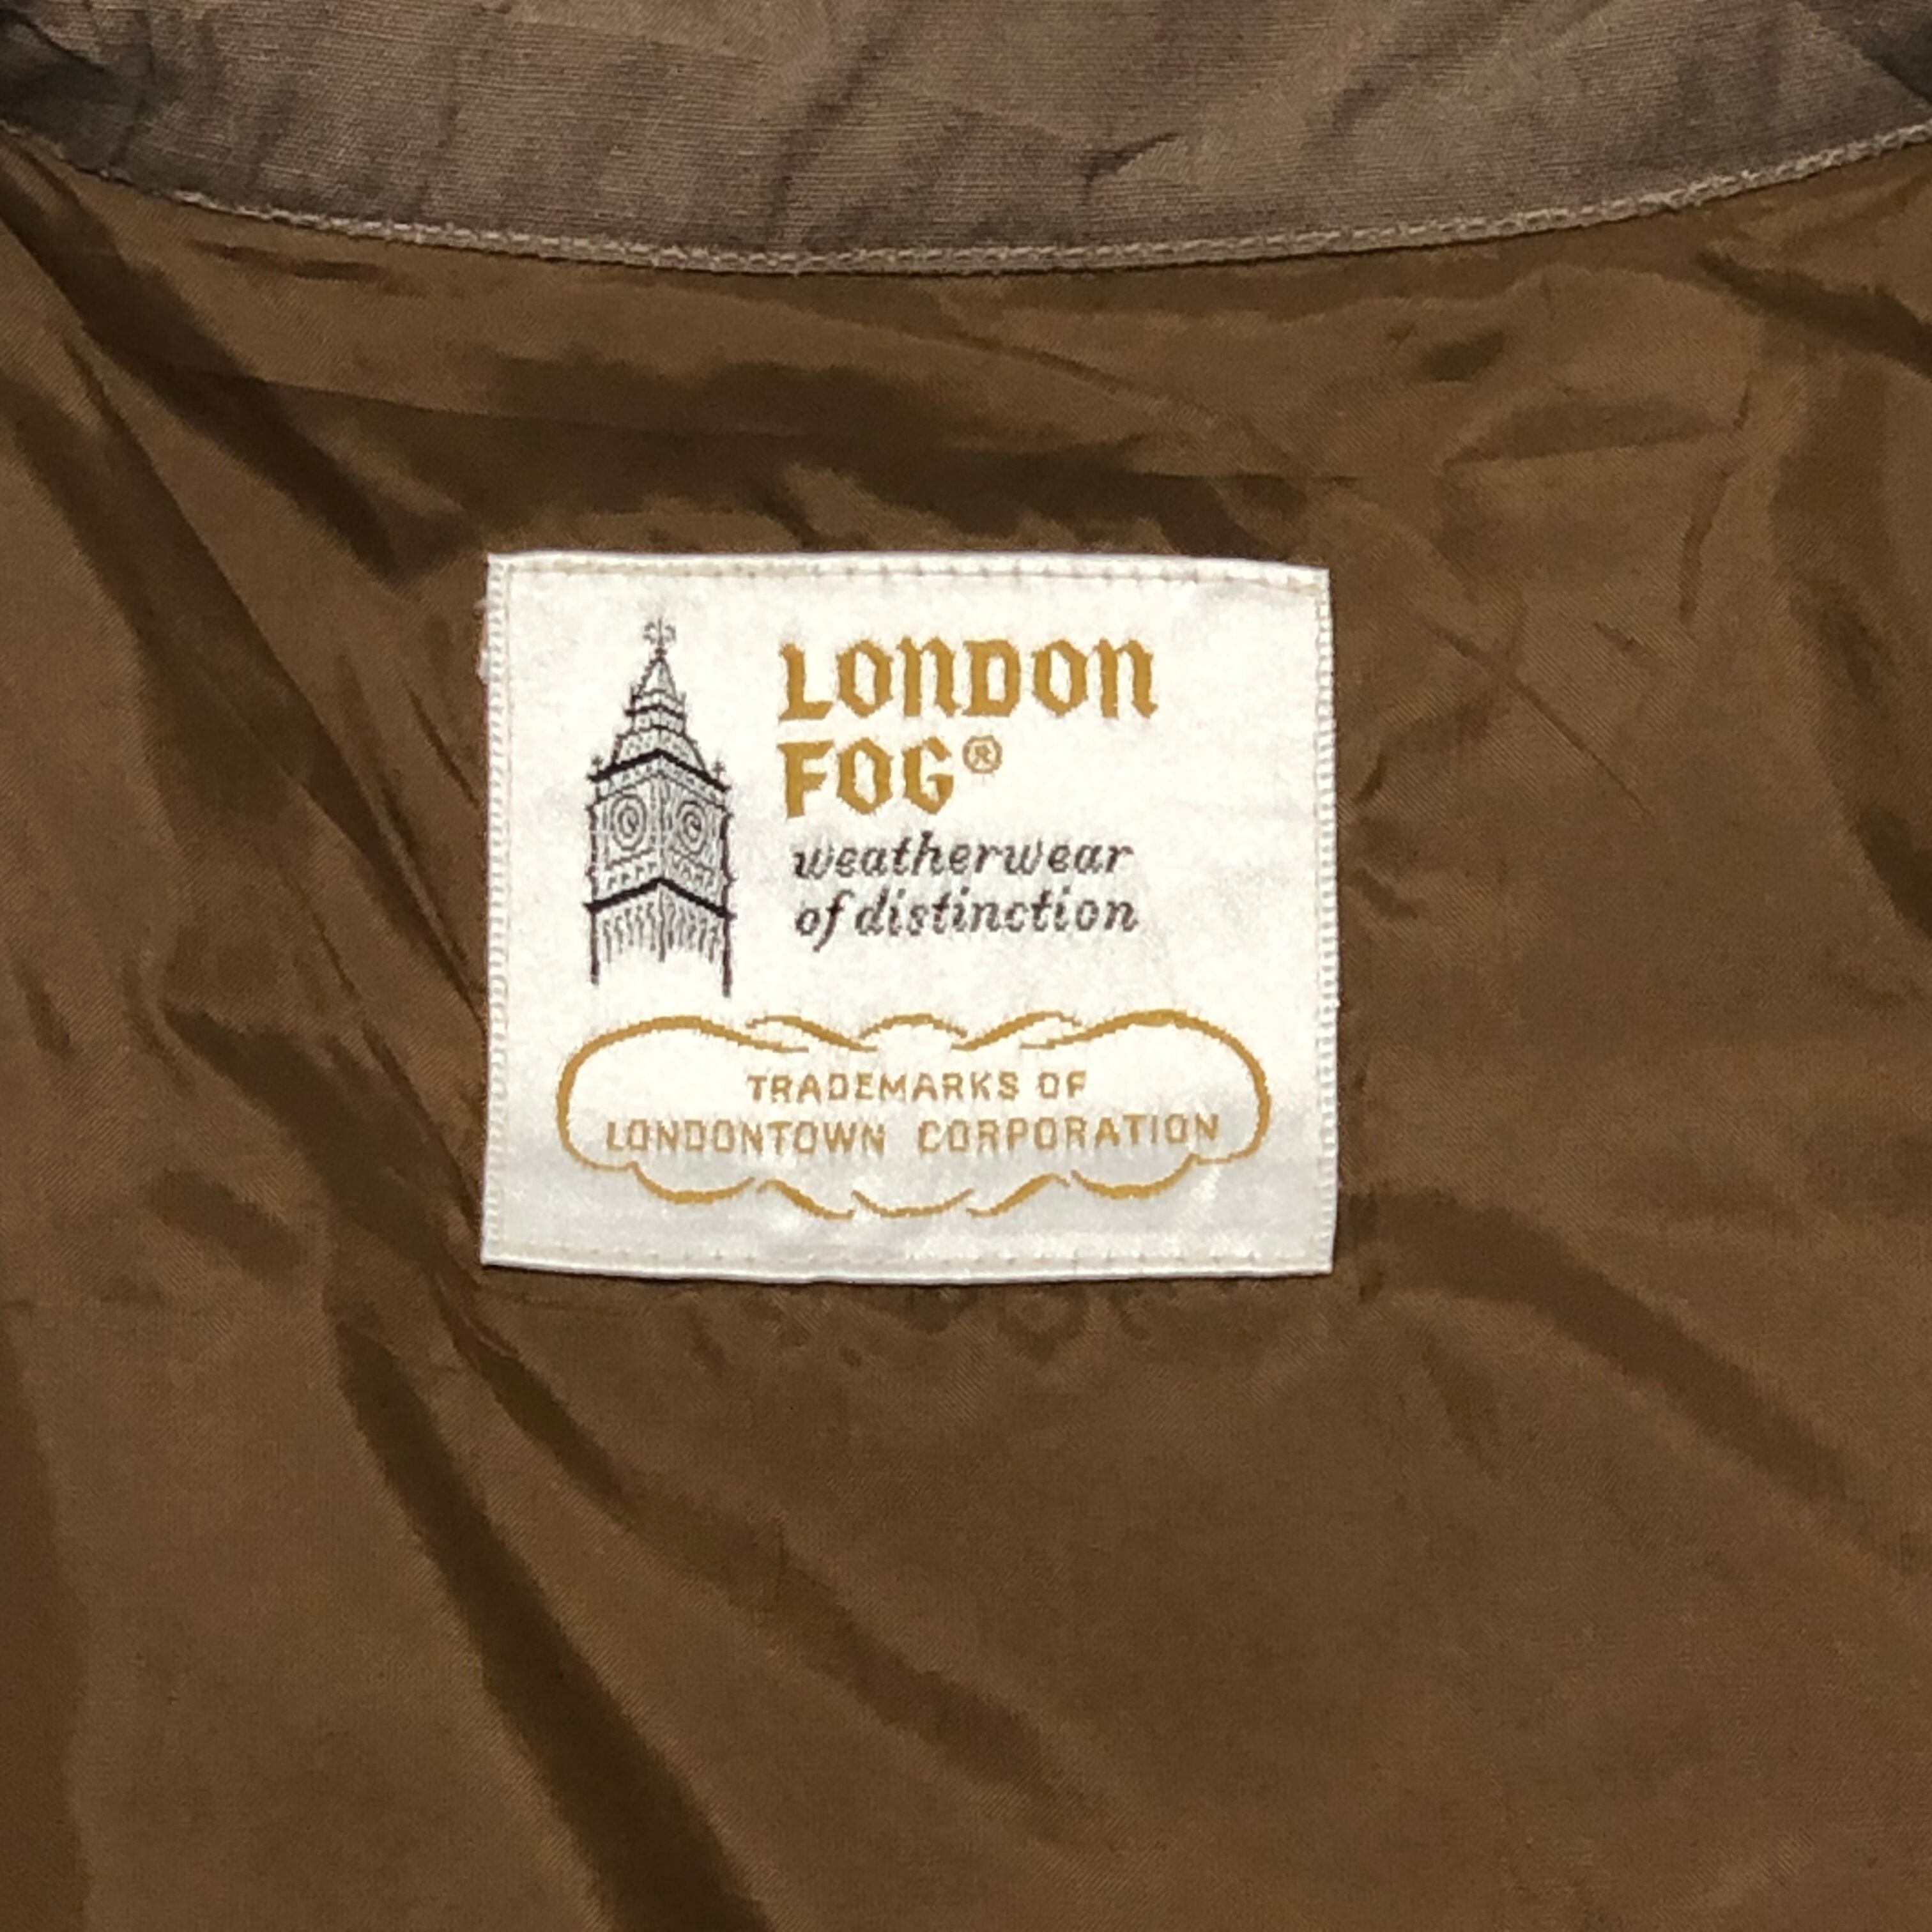 LONDON
FOG®
weatherwear
of distinction
TRADEMARKS OF
LONDONTOWN CORPORATION